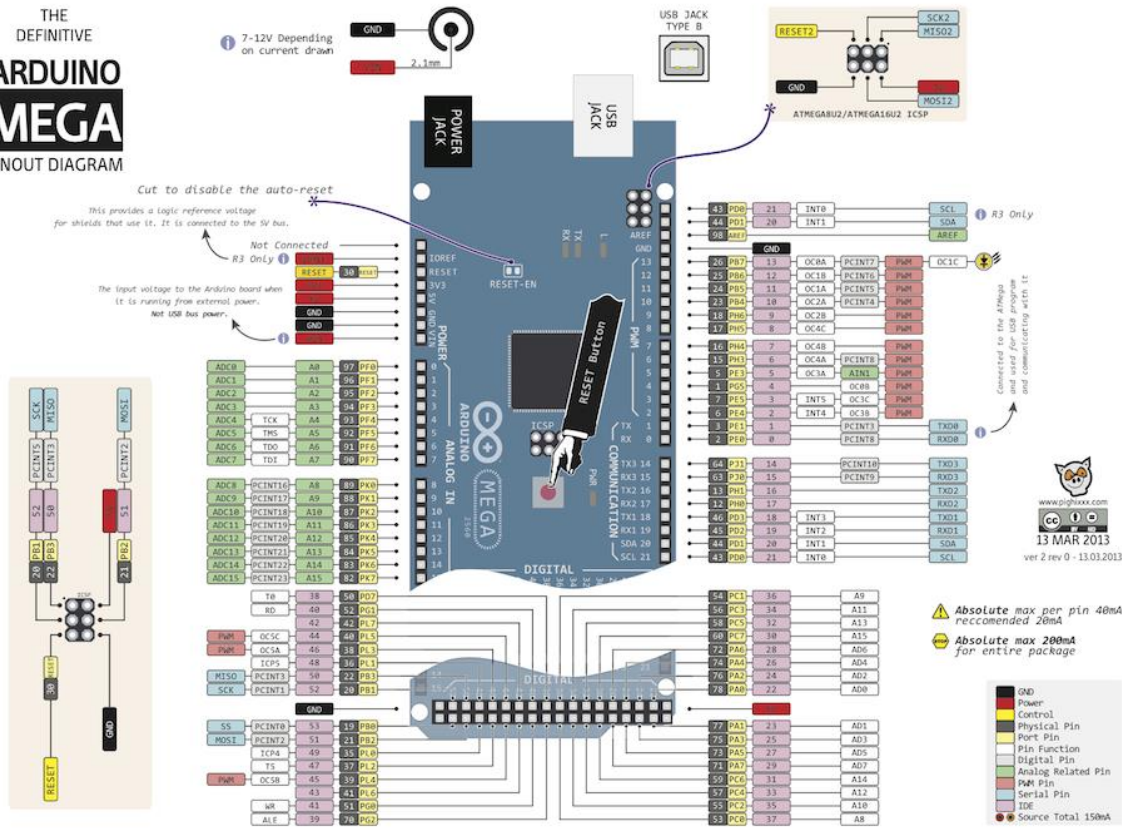 THE
DEFINITIVE
ARDUINO
MEGA
NOUT DIAGRAM
7-12V Depending
on current drawn
GND
2.1mm
POWER
JACK
USB JACK
TYPE B
USB
JACK
RESET2
SCK2
MISO2
GND
MOSI2
ATMEGA8U2/ATMEGA16U2 ICSP
Cut to disable the auto-reset
This provides a logic reference voltage
for shields that use it. It is connected to the 5V bus.
Not Connected
R3 Only
RESET 30 RESET
The input voltage to the Arduino board when
it is running from external power.
Not USB bus power.
GND
GND
IOREF
RESET
3V3
5V
GND
VIN
POWER
RESET-EN
RX
TX
L
AREF
GND
13
12
11
10
9
8
7
6
5
4
3
2
PWM
TX 1
RX 0
TX3 14
RX3 15
TX2 16
RX2 17
TX1 18
RX1 19
SDA 20
SCL 21
COMMUNICATION
RESET Button
ICSP
PWR
ARDUINO
MEGA
2560
ANALOG IN
0
1
2
3
4
5
6
7
8
9
10
11
12
13
14
DIGITAL
DIGITAL
43 PD0 21 INT0 SCL
44 PD1 20 INT1 SDA
R3 Only
98 AREF AREF
GND
26 PB7 13 OC0A PCINT7 PWM OC1C
25 PB6 12 OC1B PCINT6 PWM
24 PB5 11 OC1A PCINT5 PWM
23 PB4 10 OC2A PCINT4 PWM
18 PH6 9 OC2B PWM
17 PH5 8 OC4C PWM
16 PH4 7 OC4B PWM
15 PH3 6 OC4A PCINT8 PWM
5 PE3 5 OC3A AIN1 PWM
1 PG5 4 OC0B PWM
7 PE5 3 INT5 OC3C PWM
6 PE4 2 INT4 OC3B PWM
3 PE1 1 PCINT3 TXD0
2 PE0 0 PCINT8 RXD0
Connected to the ATMega
and used for USB program
and communicating with it
64 PJ1 14 PCINT10 TXD3
63 PJ0 15 PCINT9 RXD3
13 PH1 16 TXD2
12 PH0 17 RXD2
46 PD3 18 INT3 TXD1
45 PD2 19 INT2 RXD1
44 PD1 20 INT1 SDA
43 PD0 21 INT0 SCL
ADC0 A0 97 PF0
ADC1 A1 96 PF1
ADC2 A2 95 PF2
ADC3 A3 94 PF3
ADC4 TCK A4 93 PF4
ADC5 TMS A5 92 PF5
ADC6 TDO A6 91 PF6
ADC7 TDI A7 90 PF7
ADC8 PCINT16 A8 89 PK0
ADC9 PCINT17 A9 88 PK1
ADC10 PCINT18 A10 87 PK2
ADC11 PCINT19 A11 86 PK3
ADC12 PCINT20 A12 85 PK4
ADC13 PCINT21 A13 84 PK5
ADC14 PCINT22 A14 83 PK6
ADC15 PCINT23 A15 82 PK7
T0 38 50 PD7
RD 40 52 PG1
42 42 PL7
PWM OC5C 44 40 PL5
PWM OC5A 46 38 PL3
ICP5 48 36 PL1
MISO PCINT3 50 22 PB3
SCK PCINT1 52 20 PB1
GND
SS PCINT0 53 19 PB0
MOSI PCINT2 51 21 PB2
ICP4 49 35 PL0
T5 47 37 PL2
PWM OC5B 45 39 PL4
43 41 PL6
WR 41 51 PG0
ALE 39 70 PG2
54 PC1 36 A9
56 PC3 34 A11
58 PC5 32 A13
60 PC7 30 A15
72 PA6 28 AD6
74 PA4 26 AD4
76 PA2 24 AD2
78 PA0 22 AD0
77 PA1 23 AD1
75 PA3 25 AD3
73 PA5 27 AD5
71 PA7 29 AD7
59 PC6 31 A14
57 PC4 33 A12
55 PC2 35 A10
53 PC0 37 A8
SCK PCINT5 52 PB1 20
MISO PCINT3 50 PB3 22
MOSI PCINT2 51 PB2 21
ICSP
RESET 30 RESET
GND
www.pighixxx.com
cc
13 MAR 2013
ver 2 rev 0 - 13.03.2013
Absolute max per pin 40mA
reccomended 20mA
Absolute max 200mA
for entire package
GND
Power
Control
Physical Pin
Port Pin
Pin Function
Digital Pin
Analog Related Pin
PWM Pin
Serial Pin
IDE
Source Total 150mA